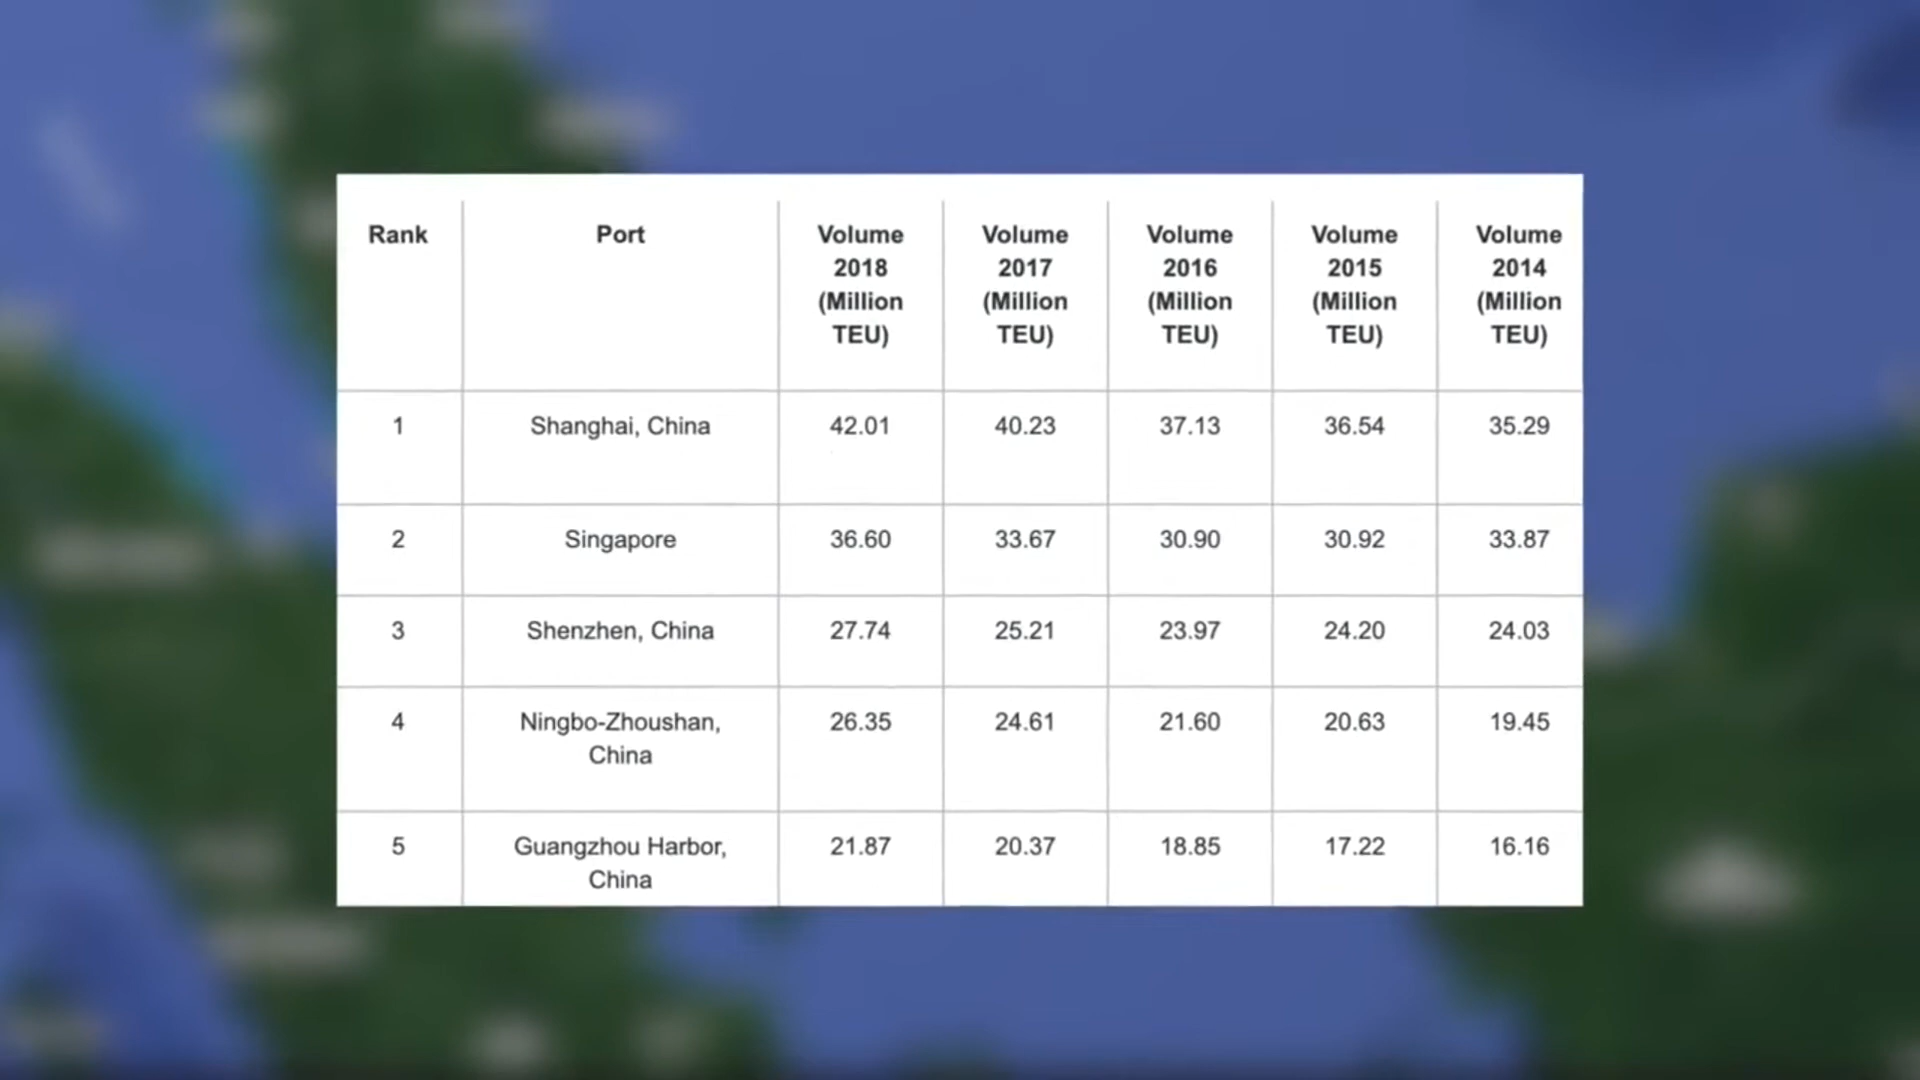 Rank Port Volume 2018 (Million TEU) Volume 2017 (Million TEU) Volume 2016 (Million TEU) Volume 2015 (Million TEU) Volume 2014 (Million TEU)
1 Shanghai, China 42.01 40.23 37.13 36.54 35.29
2 Singapore 36.60 33.67 30.90 30.92 33.87
3 Shenzhen, China 27.74 25.21 23.97 24.20 24.03
4 Ningbo-Zhoushan, China 26.35 24.61 21.60 20.63 19.45
5 Guangzhou Harbor, China 21.87 20.37 18.85 17.22 16.16